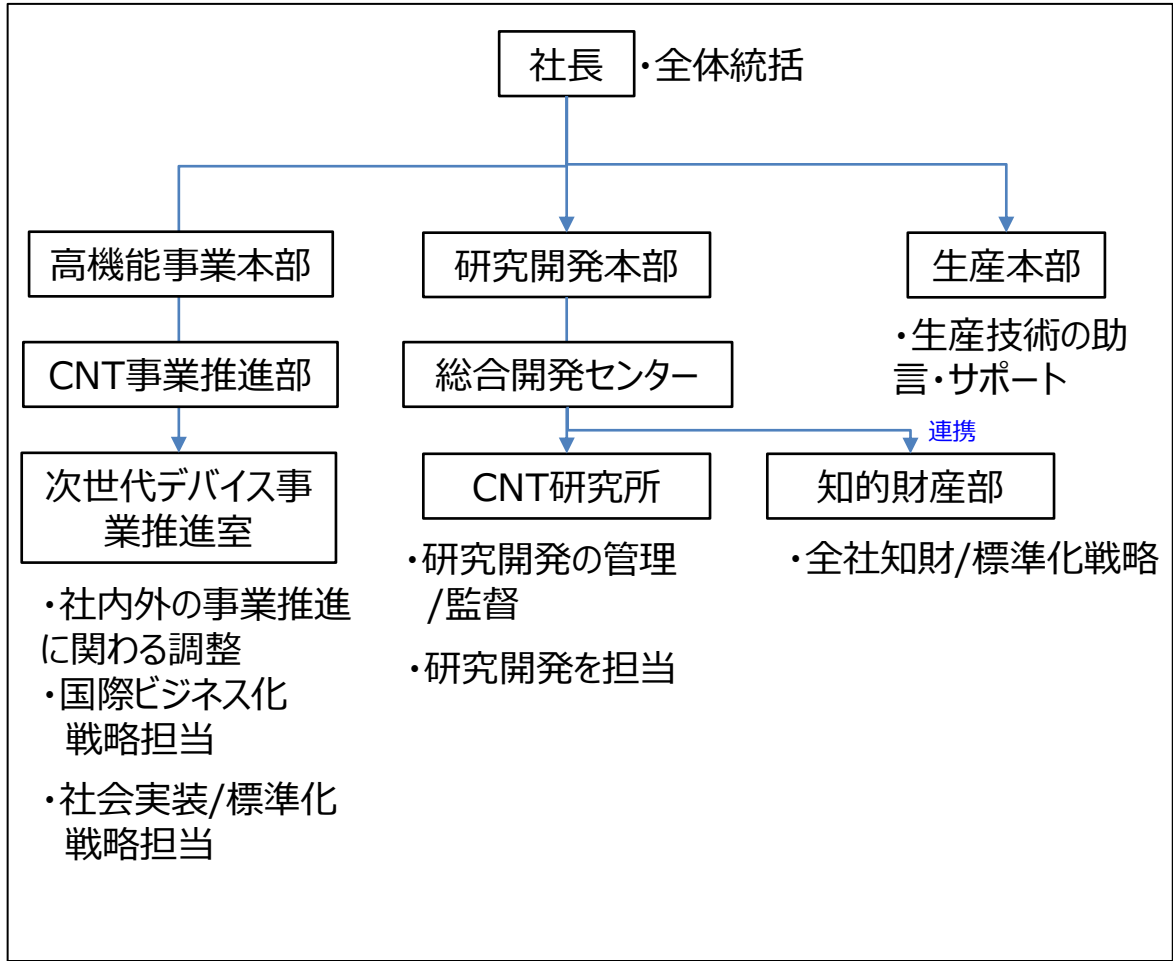 社長
・全体統括
高機能事業本部
研究開発本部
生産本部
・生産技術の助
言・サポート
CNT事業推進部
総合開発センター
連携
次世代デバイス事
業推進室
CNT研究所
知的財産部
・社内外の事業推進
に関わる調整
・国際ビジネス化
戦略担当
・社会実装/標準化
戦略担当
・研究開発の管理
/監督
・研究開発を担当
・全社知財/標準化戦略